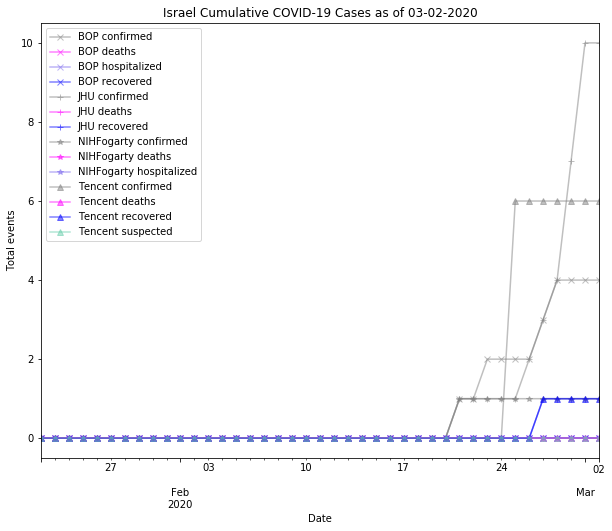 Israel Cumulative COVID-19 Cases as of 03-02-2020
BOP confirmed
BOP deaths
BOP hospitalized
BOP recovered
JHU confirmed
JHU deaths
JHU recovered
NIHFogarty confirmed
NIHFogarty deaths
NIHFogarty hospitalized
Tencent confirmed
Tencent deaths
Tencent recovered
Tencent suspected
Total events
10
8
6
4
2
0
27 03 10 17 24 02
Feb Mar
2020
Date